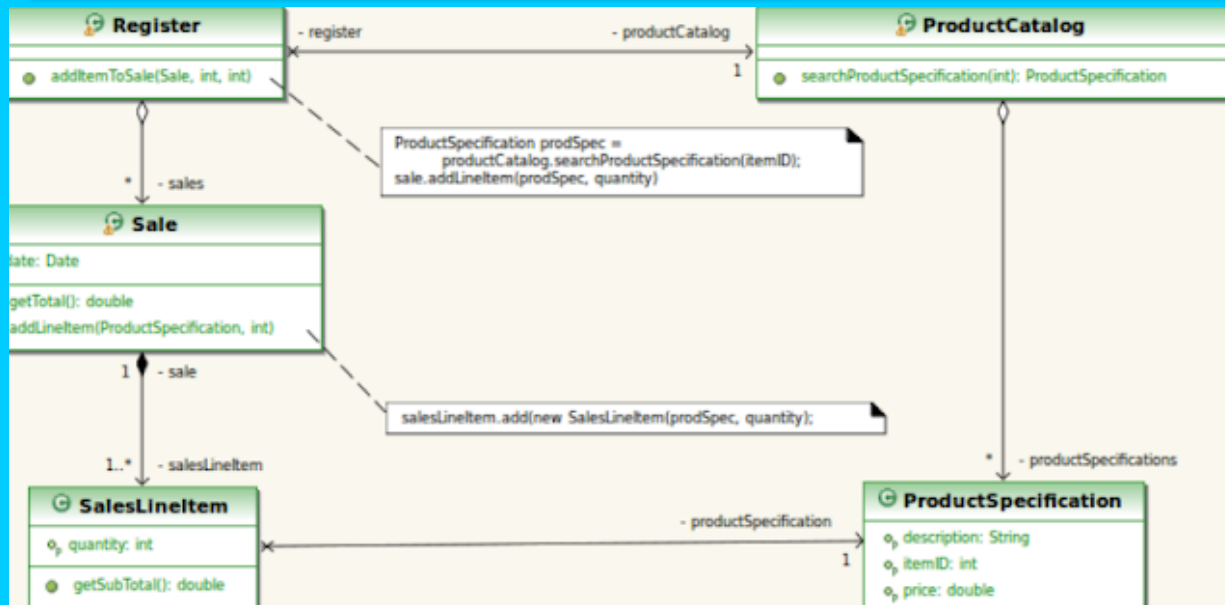 Register
addItemToSale(Sale, int, int)
- register
- productCatalog
1
ProductCatalog
searchProductSpecification(int): ProductSpecification
ProductSpecification prodSpec =
productCatalog.searchProductSpecification(itemID);
sale.addLineItem(prodSpec, quantity)
*
- sales
Sale
date: Date
getTotal(): double
addLineItem(ProductSpecification, int)
1
- sale
salesLineItem.add(new SalesLineItem(prodSpec, quantity);
1..*
- salesLineItem
*
- productSpecifications
SalesLineItem
quantity: int
getSubTotal(): double
- productSpecification
1
ProductSpecification
description: String
itemID: int
price: double